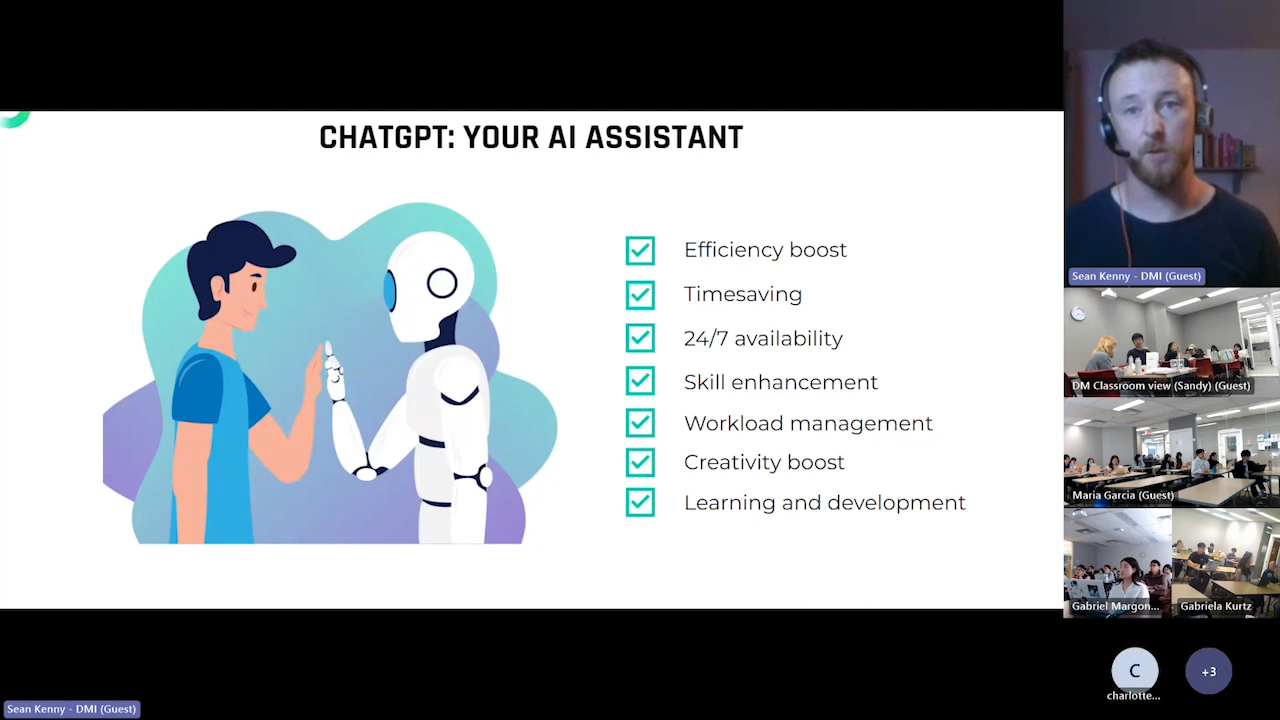 CHATGPT: YOUR AI ASSISTANT
Efficiency boost
Timesaving
24/7 availability
Skill enhancement
Workload management
Creativity boost
Learning and development
Sean Kenny - DMI (Guest)
DM Classroom view (Sandy) (Guest)
Maria Garcia (Guest)
Gabriel Margon...
Gabriela Kurtz
C
charlotte...
+3
Sean Kenny - DMI (Guest)